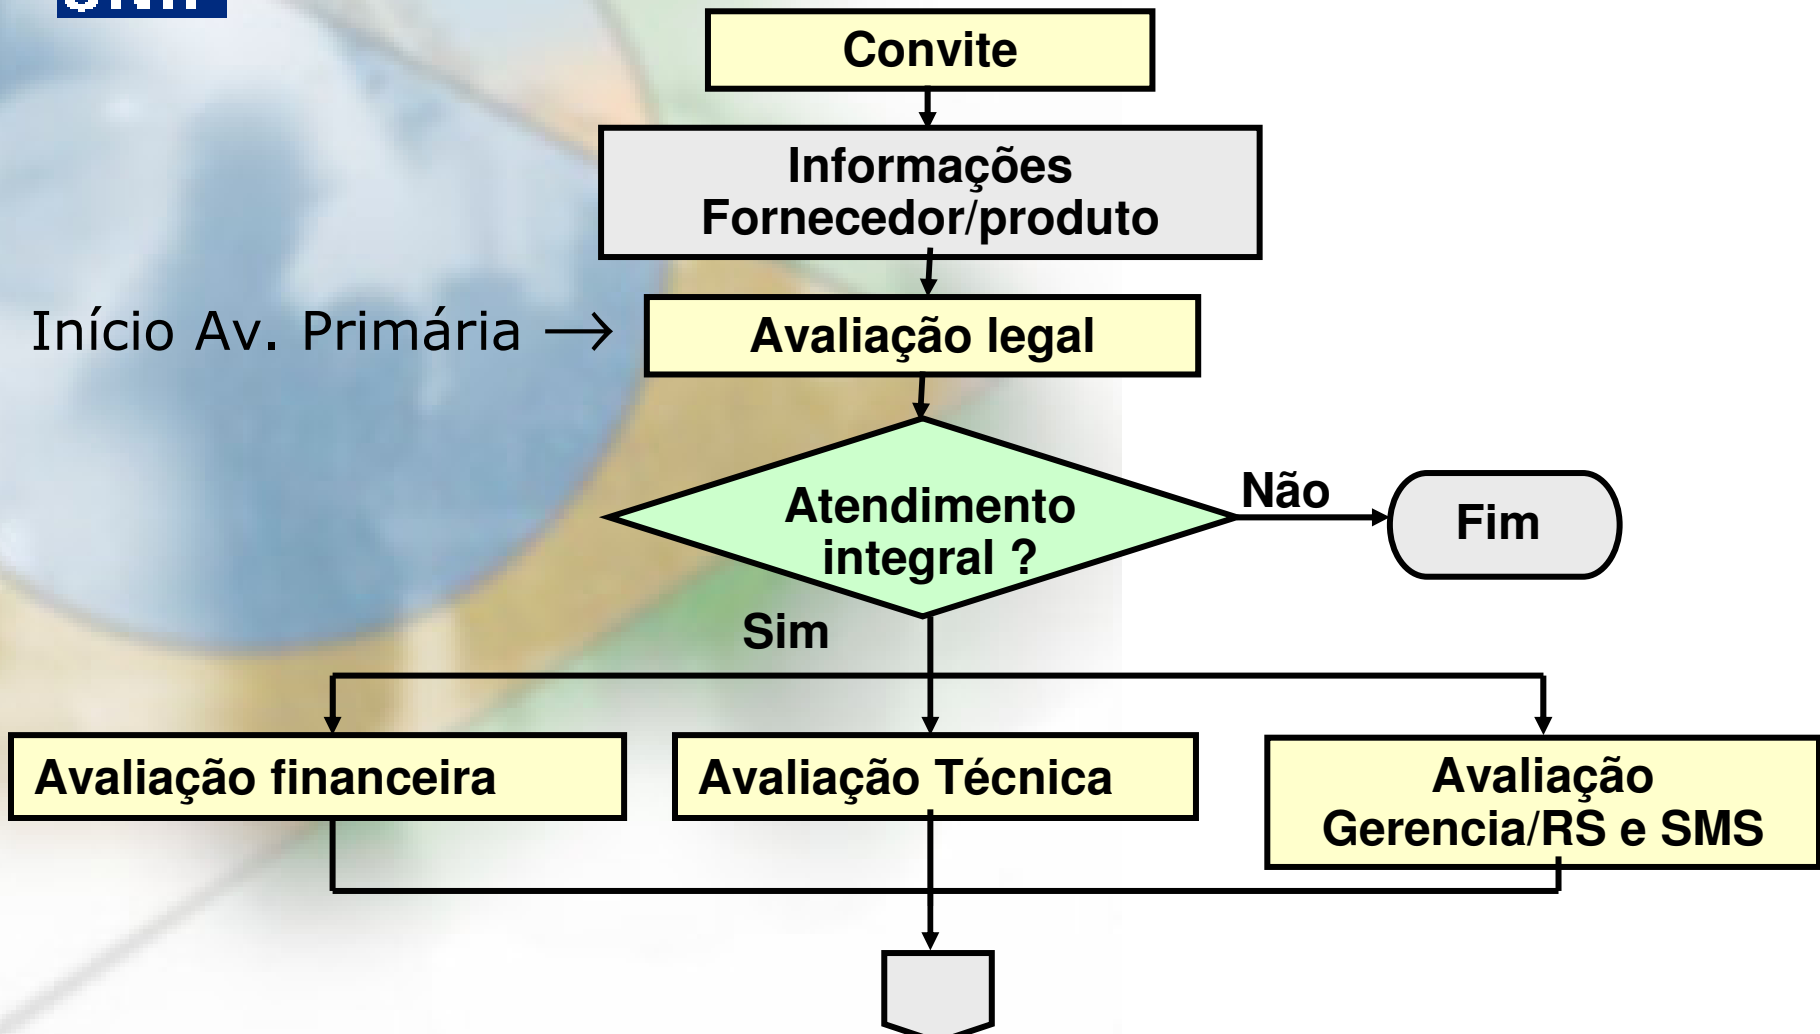 Convite
Informações
Fornecedor/produto
Início Av. Primária →
Avaliação legal
Atendimento
integral ?
Não
Fim
Sim
Avaliação financeira
Avaliação Técnica
Avaliação
Gerencia/RS e SMS